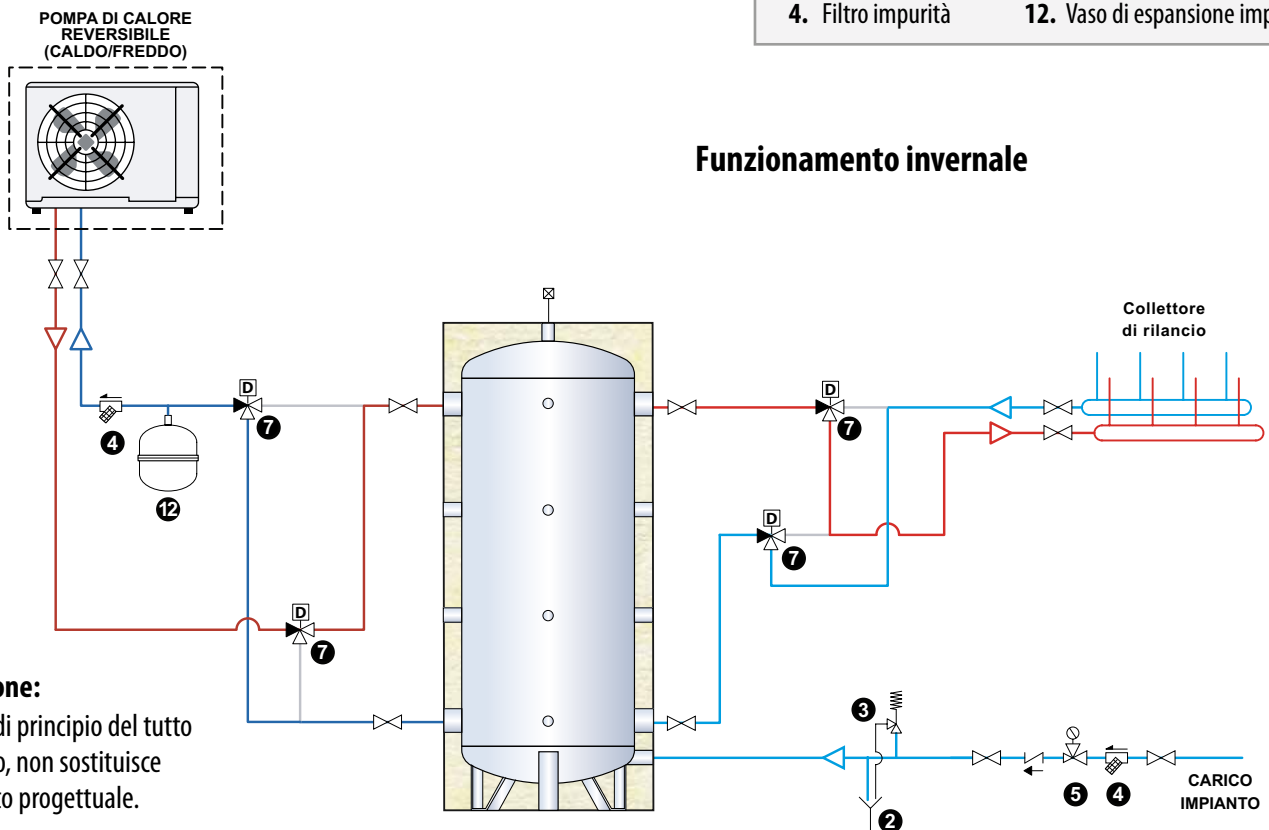 4. Filtro impurità 12. Vaso di espansione imp
POMPA DI CALORE
REVERSIBILE
(CALDO/FREDDO)
Funzionamento invernale
Collettore
di rilancio
D
7
4
12
D
7
D
7
D
7
one:
di principio del tutto
o, non sostituisce
to progettuale.
3
5
4
2
CARICO
IMPIANTO